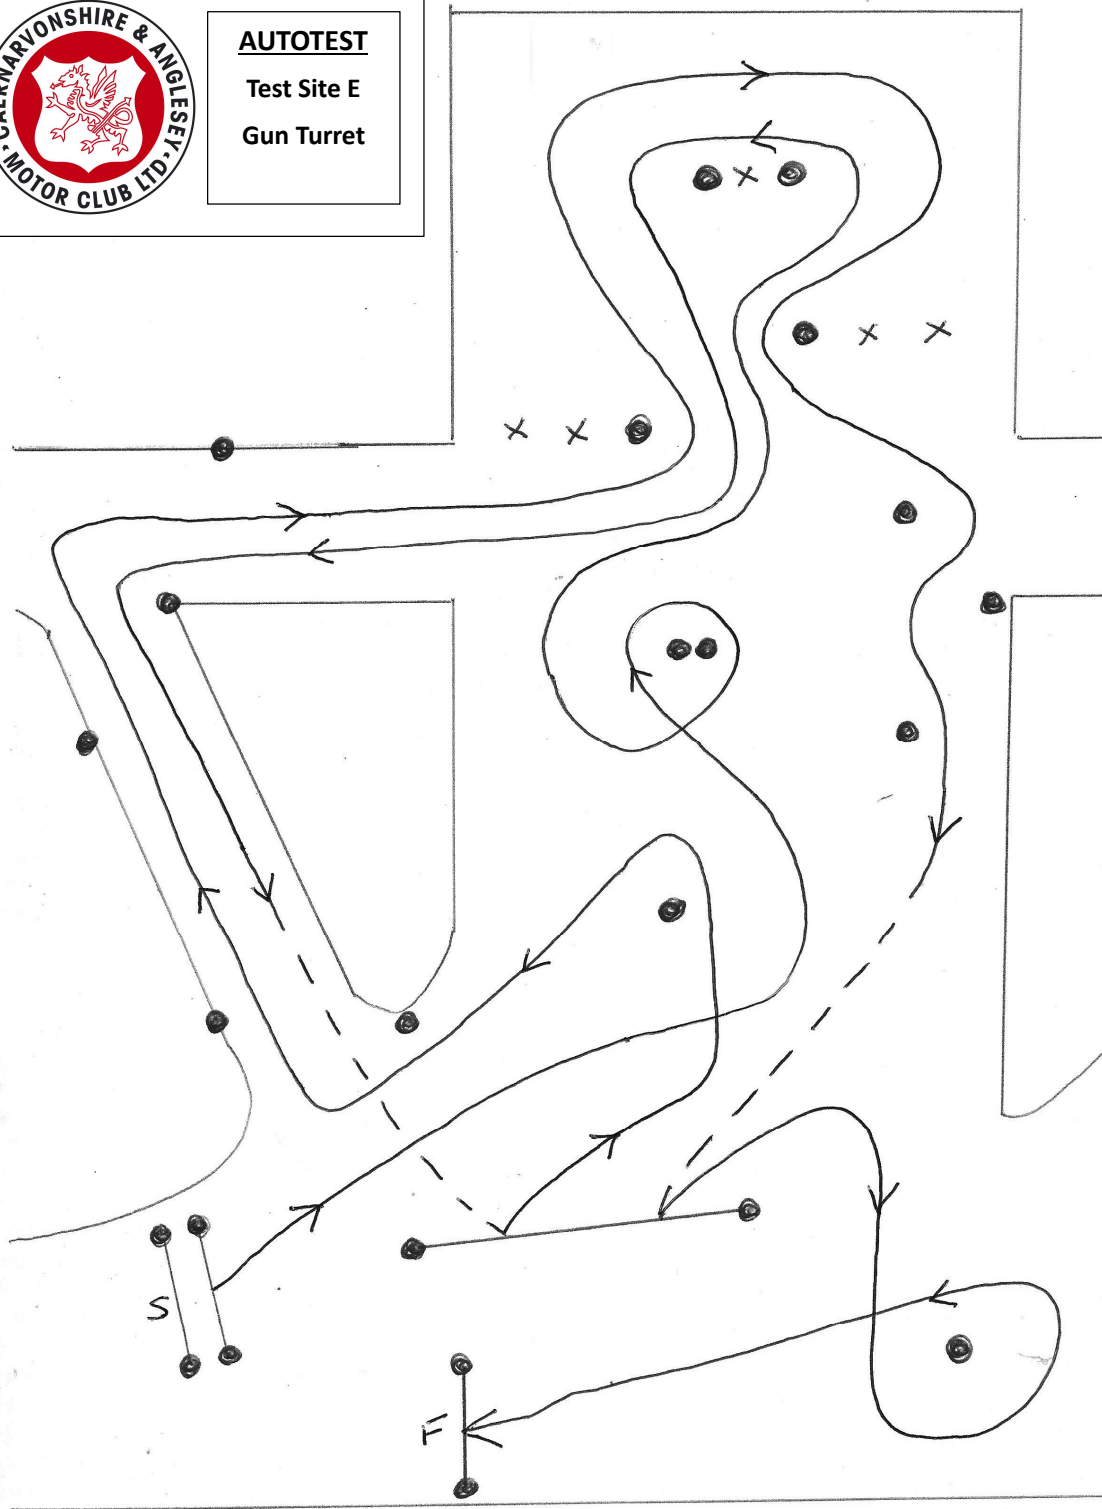 CAERNARVONSHIRE & ANGLESEY
MOTOR CLUB LTD
AUTOTEST
Test Site E
Gun Turret
S
F